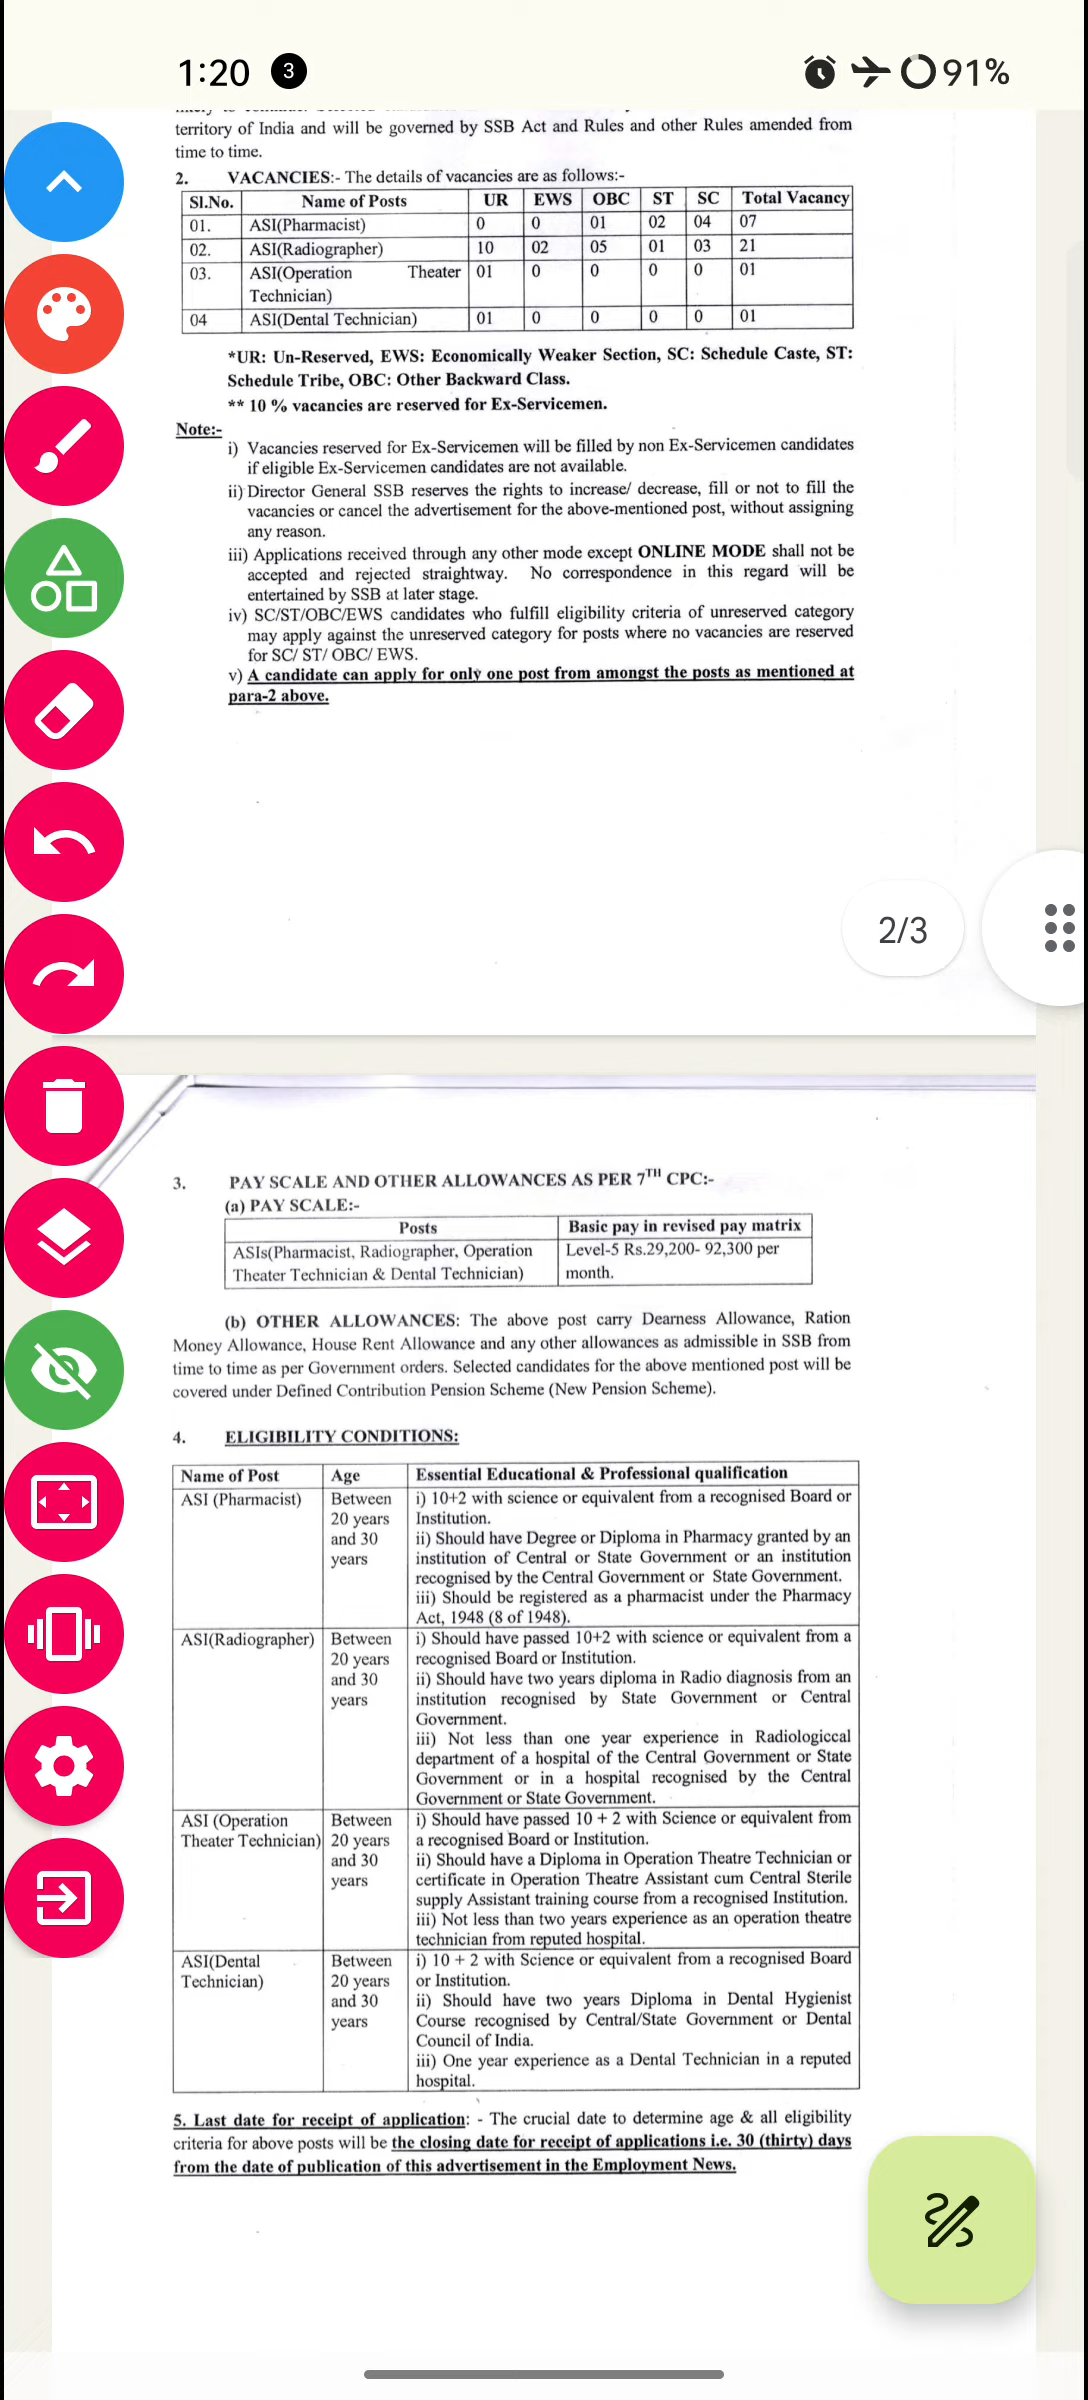 1:20 3 91%
territory of India and will be governed by SSB Act and Rules and other Rules amended from
time to time.
2. VACANCIES:- The details of vacancies are as follows:-
Sl.No. Name of Posts UR EWS OBC ST SC Total Vacancy
01. ASI(Pharmacist) 0 0 01 02 04 07
02. ASI(Radiographer) 10 02 05 01 03 21
03. ASI(Operation Theater 01 0 0 0 0 01
Technician)
04 ASI(Dental Technician) 01 0 0 0 0 01
*UR: Un-Reserved, EWS: Economically Weaker Section, SC: Schedule Caste, ST:
Schedule Tribe, OBC: Other Backward Class.
** 10 % vacancies are reserved for Ex-Servicemen.
Note:-
i) Vacancies reserved for Ex-Servicemen will be filled by non Ex-Servicemen candidates
if eligible Ex-Servicemen candidates are not available.
ii) Director General SSB reserves the rights to increase/ decrease, fill or not to fill the
vacancies or cancel the advertisement for the above-mentioned post, without assigning
any reason.
iii) Applications received through any other mode except ONLINE MODE shall not be
accepted and rejected straightway. No correspondence in this regard will be
entertained by SSB at later stage.
iv) SC/ST/OBC/EWS candidates who fulfill eligibility criteria of unreserved category
may apply against the unreserved category for posts where no vacancies are reserved
for SC/ ST/ OBC/ EWS.
v) A candidate can apply for only one post from amongst the posts as mentioned at
para-2 above.
2/3
3. PAY SCALE AND OTHER ALLOWANCES AS PER 7TH CPC:-
(a) PAY SCALE:-
Posts Basic pay in revised pay matrix
ASIs(Pharmacist, Radiographer, Operation Level-5 Rs.29,200- 92,300 per
Theater Technician & Dental Technician) month.
(b) OTHER ALLOWANCES: The above post carry Dearness Allowance, Ration
Money Allowance, House Rent Allowance and any other allowances as admissible in SSB from
time to time as per Government orders. Selected candidates for the above mentioned post will be
covered under Defined Contribution Pension Scheme (New Pension Scheme).
4. ELIGIBILITY CONDITIONS:
Name of Post Age Essential Educational & Professional qualification
ASI (Pharmacist) Between i) 10+2 with science or equivalent from a recognised Board or
20 years Institution.
and 30 ii) Should have Degree or Diploma in Pharmacy granted by an
years institution of Central or State Government or an institution
recognised by the Central Government or State Government.
iii) Should be registered as a pharmacist under the Pharmacy
Act, 1948 (8 of 1948).
ASI(Radiographer) Between i) Should have passed 10+2 with science or equivalent from a
20 years recognised Board or Institution.
and 30 ii) Should have two years diploma in Radio diagnosis from an
years institution recognised by State Government or Central
Government.
iii) Not less than one year experience in Radiologiccal
department of a hospital of the Central Government or State
Government or in a hospital recognised by the Central
Government or State Government.
ASI (Operation Between i) Should have passed 10 + 2 with Science or equivalent from
Theater Technician) 20 years a recognised Board or Institution.
and 30 ii) Should have a Diploma in Operation Theatre Technician or
years certificate in Operation Theatre Assistant cum Central Sterile
supply Assistant training course from a recognised Institution.
iii) Not less than two years experience as an operation theatre
technician from reputed hospital.
ASI(Dental Between i) 10 + 2 with Science or equivalent from a recognised Board
Technician) 20 years or Institution.
and 30 ii) Should have two years Diploma in Dental Hygienist
years Course recognised by Central/State Government or Dental
Council of India.
iii) One year experience as a Dental Technician in a reputed
hospital.
5. Last date for receipt of application: - The crucial date to determine age & all eligibility
criteria for above posts will be the closing date for receipt of applications i.e. 30 (thirty) days
from the date of publication of this advertisement in the Employment News.